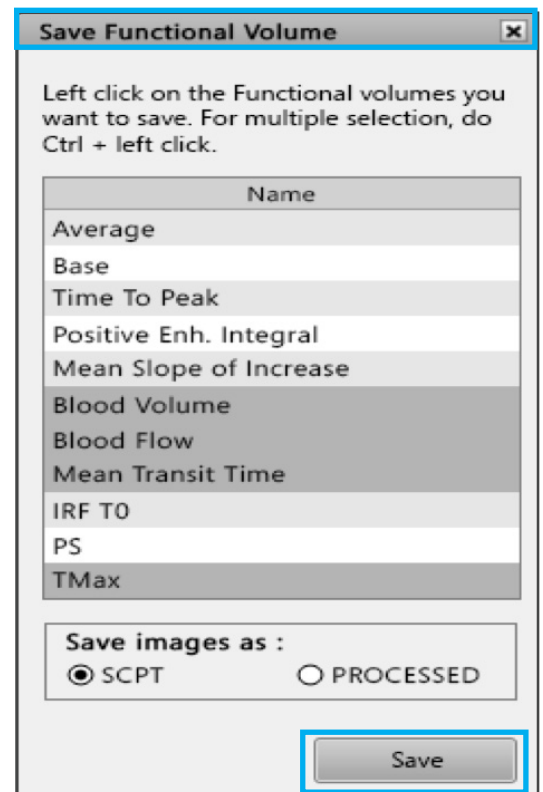 Save Functional Volume
Left click on the Functional volumes you
want to save. For multiple selection, do
Ctrl + left click.
Name
Average
Base
Time To Peak
Positive Enh. Integral
Mean Slope of Increase
Blood Volume
Blood Flow
Mean Transit Time
IRF T0
PS
TMax
Save images as :
SCPT PROCESSED
Save